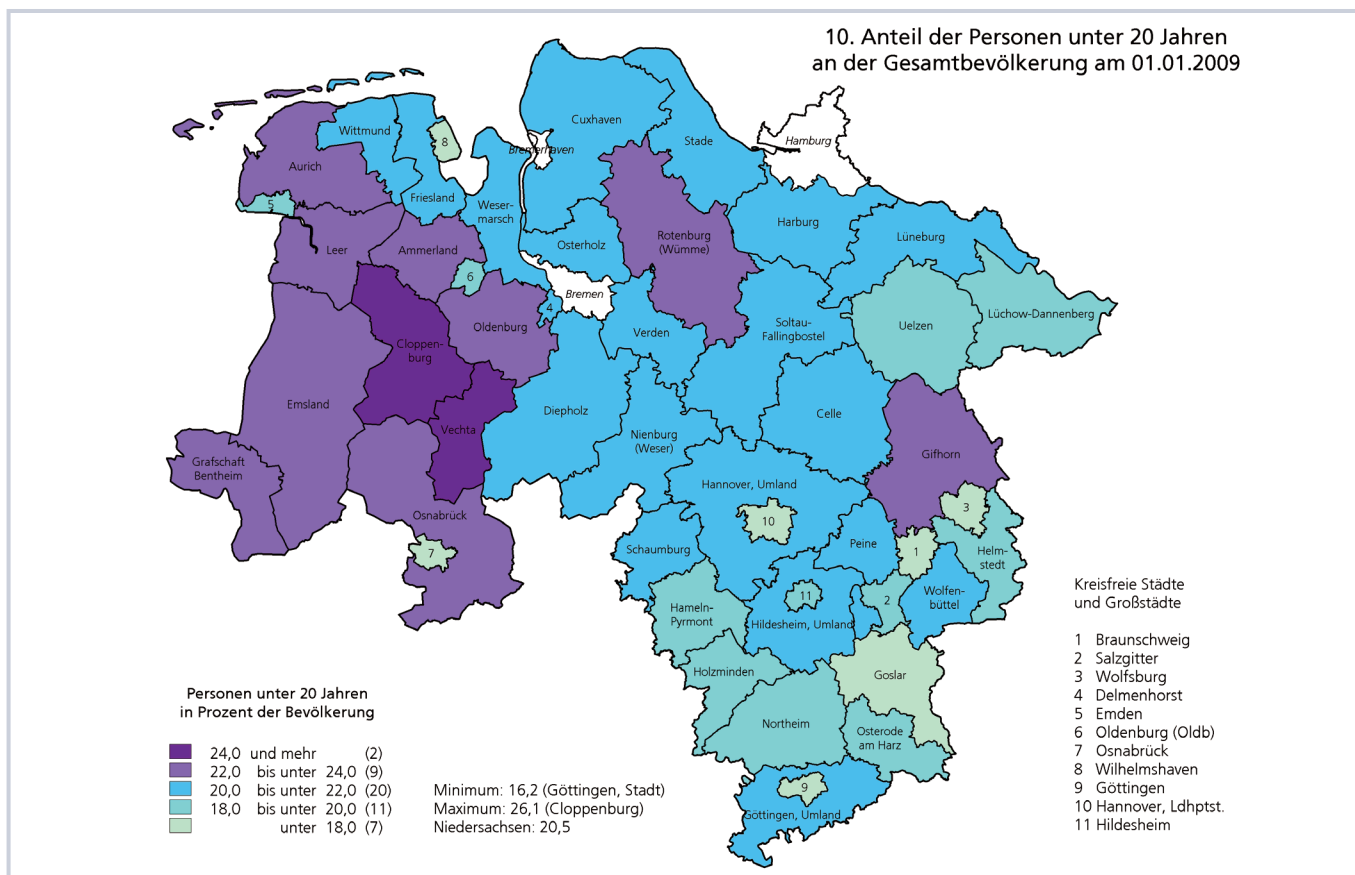 10. Anteil der Personen unter 20 Jahren
an der Gesamtbevölkerung am 01.01.2009
Cuxhaven
Wittmund
Stade
Hamburg
8
Bremerhaven
Aurich
Friesland
5
Weser-
marsch
Harburg
Rotenburg
(Wümme)
Lüneburg
Osterholz
Leer
Ammerland
6
Bremen
4
Lüchow-Dannenberg
Oldenburg
Verden
Soltau-
Fallingbostel
Uelzen
Cloppen-
burg
Emsland
Diepholz
Celle
Vechta
Nienburg
(Weser)
Gifhorn
Grafschaft
Bentheim
Hannover, Umland
3
Osnabrück
10
7
Schaumburg
Peine
1
Helm-
stedt
Wolfen-
büttel
11
2
Hameln-
Pyrmont
Hildesheim, Umland
Holzminden
Goslar
Northeim
Osterode
am Harz
9
Göttingen, Umland
Kreisfreie Städte
und Großstädte
1 Braunschweig
2 Salzgitter
3 Wolfsburg
4 Delmenhorst
5 Emden
6 Oldenburg (Oldb)
7 Osnabrück
8 Wilhelmshaven
9 Göttingen
10 Hannover, Ldhptst.
11 Hildesheim
Personen unter 20 Jahren
in Prozent der Bevölkerung
24,0 und mehr (2)
22,0 bis unter 24,0 (9)
20,0 bis unter 22,0 (20)
18,0 bis unter 20,0 (11)
unter 18,0 (7)
Minimum: 16,2 (Göttingen, Stadt)
Maximum: 26,1 (Cloppenburg)
Niedersachsen: 20,5